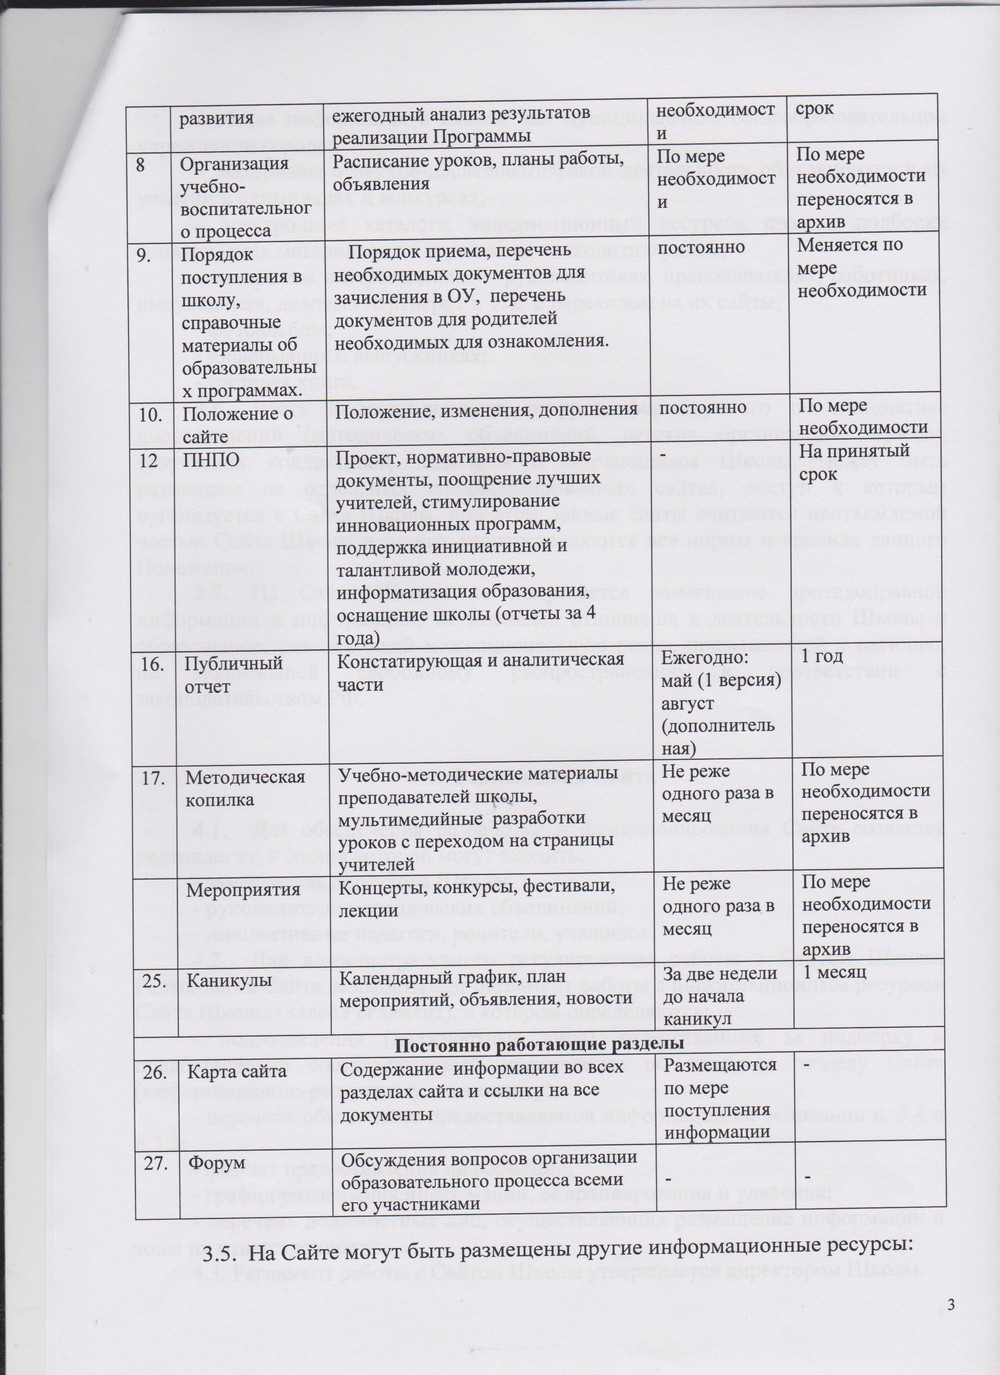 развития
ежегодный анализ результатов
реализации Программы
необходимост
и
срок
8
Организация
учебно-
воспитательног
о процесса
Расписание уроков, планы работы,
объявления
По мере
необходимост
и
По мере
необходимости
переносятся в
архив
9.
Порядок
поступления в
школу,
справочные
материалы об
образовательны
х программах.
Порядок приема, перечень
необходимых документов для
зачисления в ОУ, перечень
документов для родителей
необходимых для ознакомления.
постоянно
Меняется по
мере
необходимости
10.
Положение о
сайте
Положение, изменения, дополнения
постоянно
По мере
необходимости
12
ПНПО
Проект, нормативно-правовые
документы, поощрение лучших
учителей, стимулирование
инновационных программ,
поддержка инициативной и
талантливой молодежи,
информатизация образования,
оснащение школы (отчеты за 4
года)
-
На принятый
срок
16.
Публичный
отчет
Констатирующая и аналитическая
части
Ежегодно:
май (1 версия)
август
(дополнитель
ная)
1 год
17.
Методическая
копилка
Учебно-методические материалы
преподавателей школы,
мультимедийные разработки
уроков с переходом на страницы
учителей
Не реже
одного раза в
месяц
По мере
необходимости
переносятся в
архив
Мероприятия
Концерты, конкурсы, фестивали,
лекции
Не реже
одного раза в
месяц
По мере
необходимости
переносятся в
архив
25.
Каникулы
Календарный график, план
мероприятий, объявления, новости
За две недели
до начала
каникул
1 месяц
Постоянно работающие разделы
26.
Карта сайта
Содержание информации во всех
разделах сайта и ссылки на все
документы
Размещаются
по мере
поступления
информации
-
27.
Форум
Обсуждения вопросов организации
образовательного процесса всеми
его участниками
-
-
3.5. На Сайте могут быть размещены другие информационные ресурсы:
3